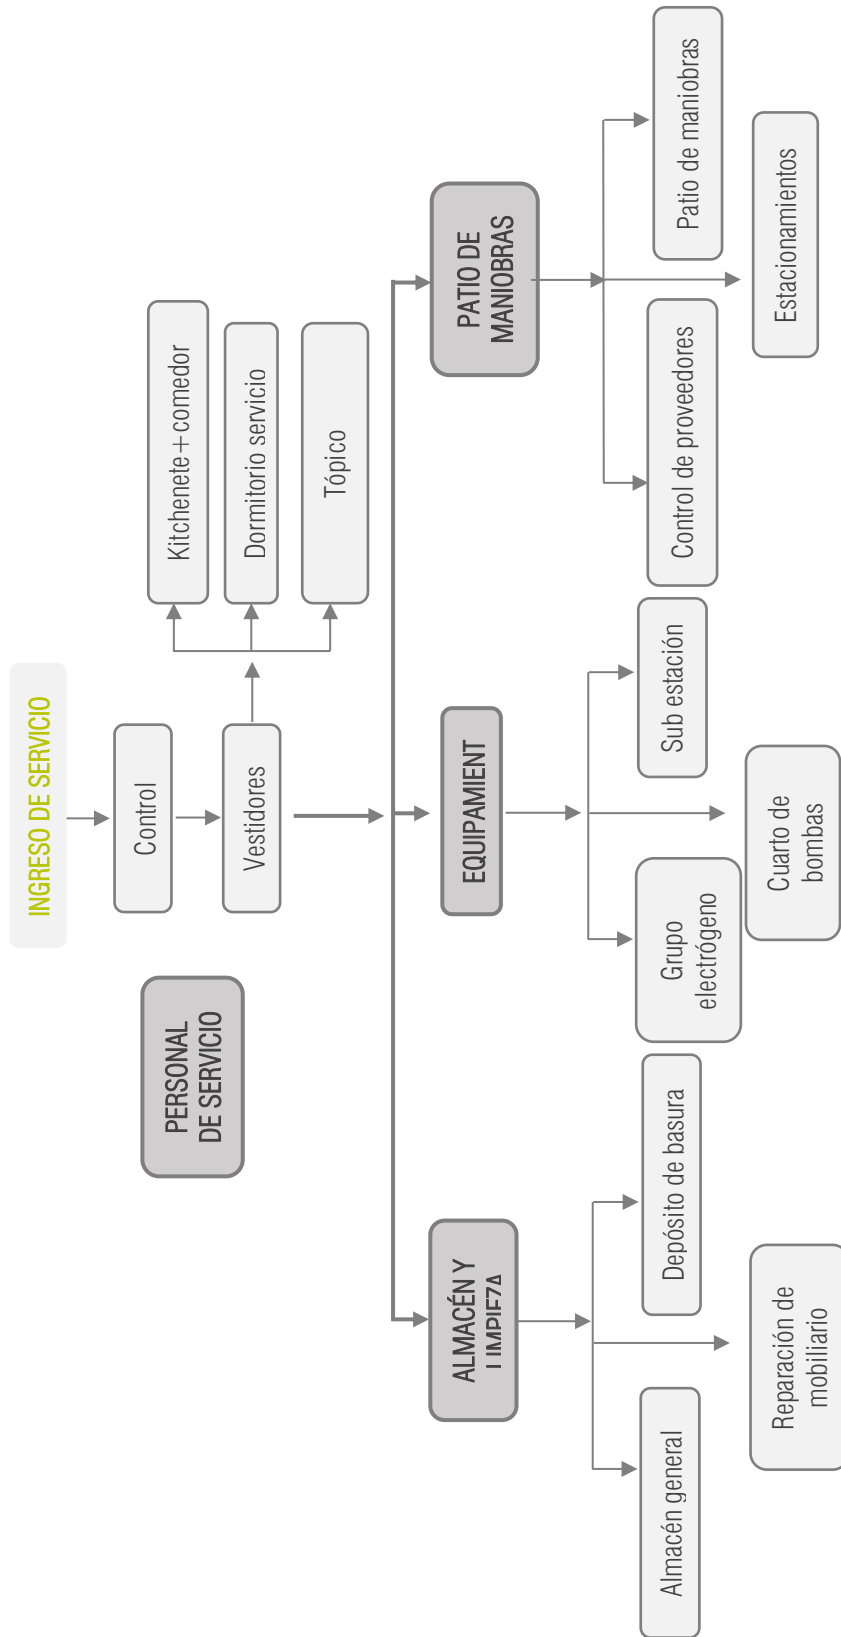 INGRESO DE SERVICIO
PERSONAL
DE SERVICIO
Control
Vestidores
Kitchenete+comedor
Dormitorio servicio
Tópico
ALMACÉN Y
LIMPIEZA
EQUIPAMIENT
PATIO DE
MANIOBRAS
Almacén general
Depósito de basura
Reparación de
mobiliario
Grupo
electrógeno
Sub estación
Cuarto de
bombas
Control de proveedores
Patio de maniobras
Estacionamientos